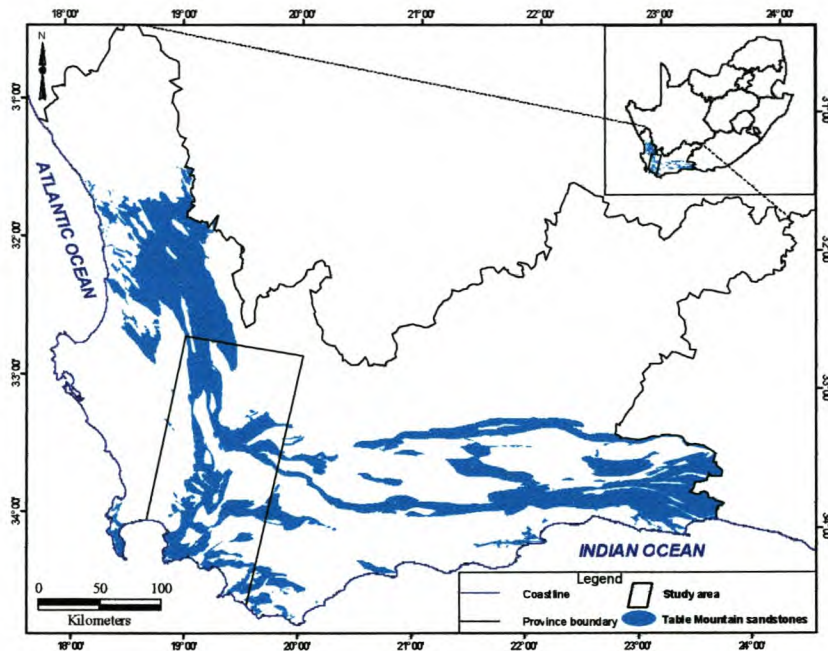 18°00' 19°00' 20°00' 21°00' 22°00' 23°00' 24°00'
N
31°00'
32°00'
33°00'
34°00'
ATLANTIC OCEAN
INDIAN OCEAN
0 50 100
Kilometers
Legend
Coastline
Study area
Province boundary
Table Mountain sandstones
31°00'
32°00'
33°00'
34°00'
18°00' 19°00' 20°00' 21°00' 22°00' 23°00' 24°00'